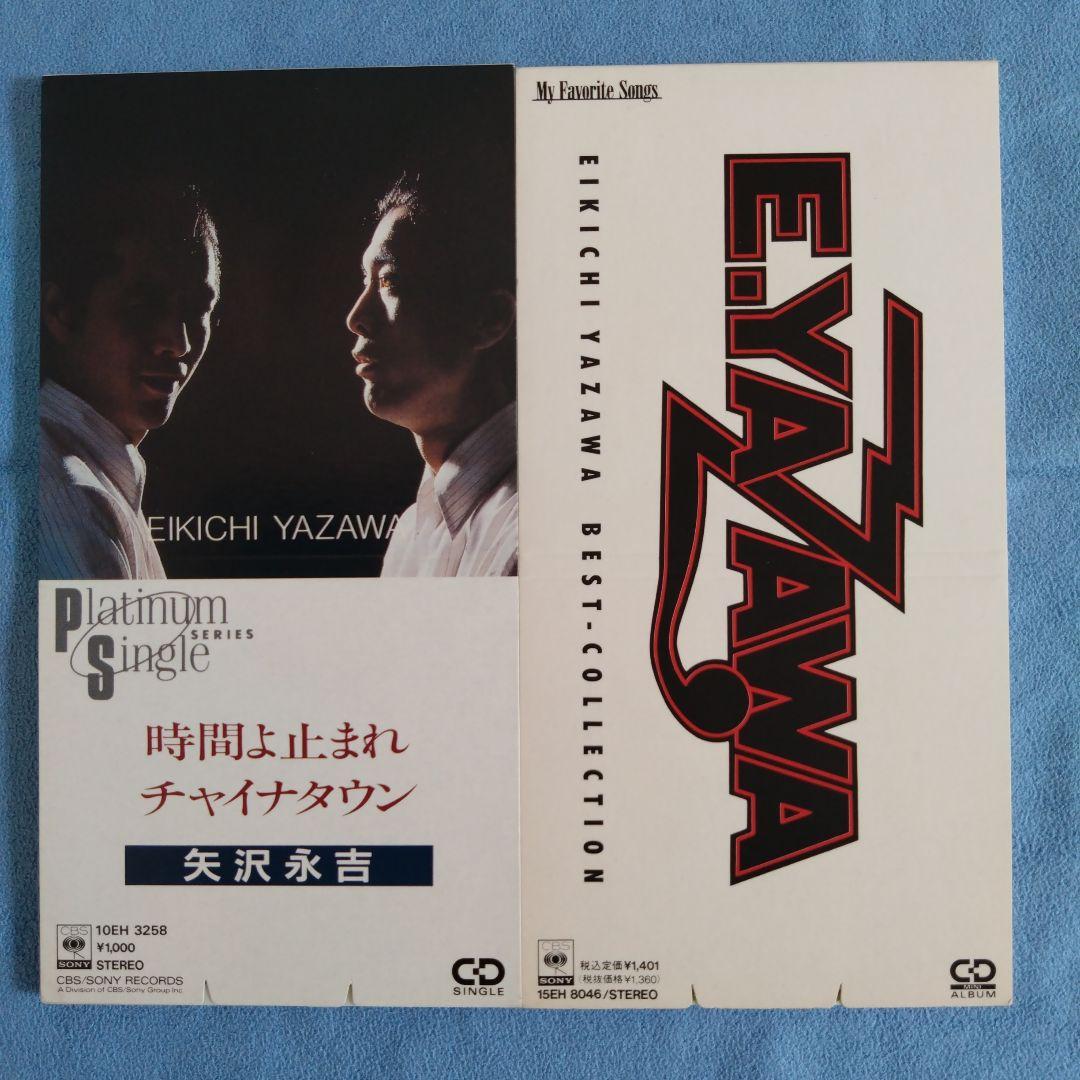 EIKICHI YAZAWA
Platinum
SERIES
Single
時間よ止まれ
チャイナタウン
矢沢永吉
CBS
SONY
10EH 3258
¥1,000
STEREO
CBS/SONY RECORDS
A Division of CBS/Sony Group Inc.
CD
SINGLE
My Favorite Songs
EIKICHI YAZAWA BEST-COLLECTION
E.YAZAWA
CBS
SONY
税込定価¥1,401
(税抜価格¥1,360)
15EH 8046/STEREO
CD
MINI
ALBUM